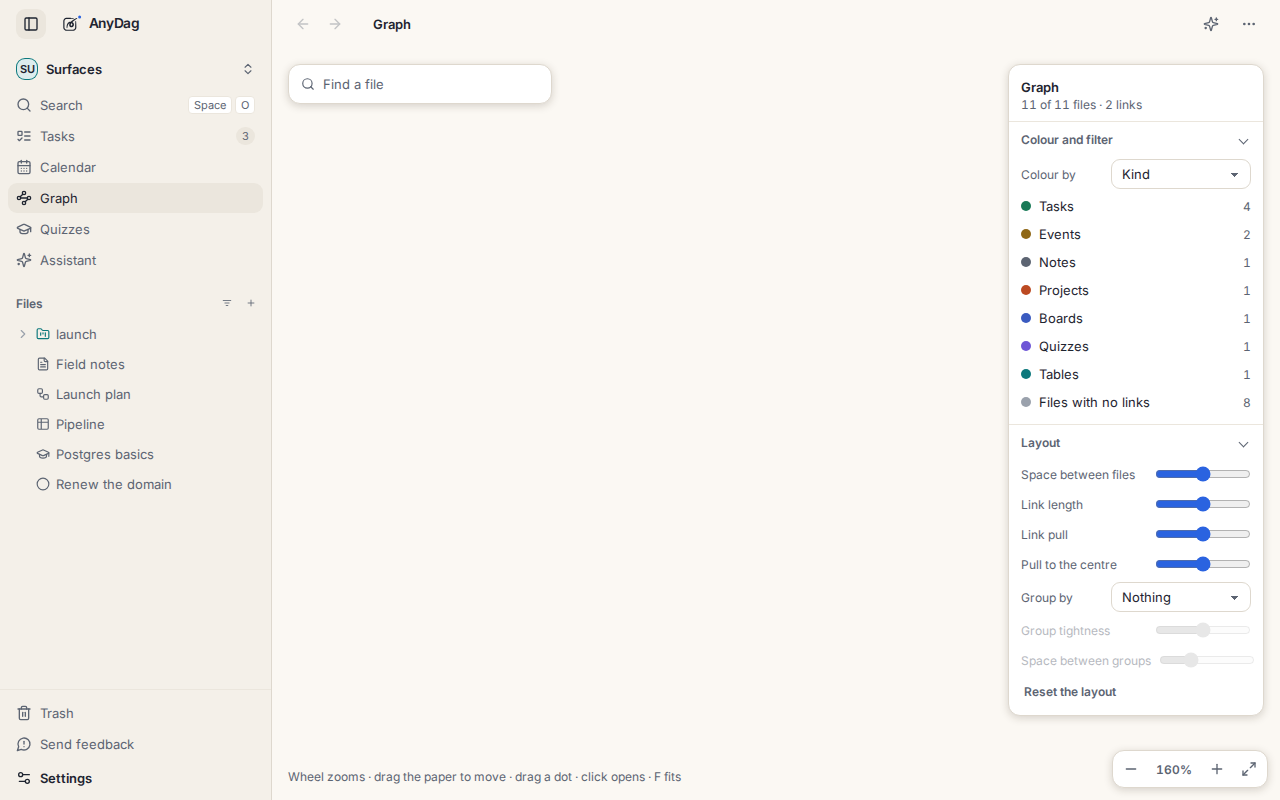 AnyDag
Graph
SU Surfaces
Search Space O
Tasks 3
Calendar
Graph
Quizzes
Assistant
Files
launch
Field notes
Launch plan
Pipeline
Postgres basics
Renew the domain
Trash
Send feedback
Settings
Find a file
Graph
11 of 11 files · 2 links
Colour and filter
Colour by Kind
Tasks 4
Events 2
Notes 1
Projects 1
Boards 1
Quizzes 1
Tables 1
Files with no links 8
Layout
Space between files
Link length
Link pull
Pull to the centre
Group by Nothing
Group tightness
Space between groups
Reset the layout
Wheel zooms · drag the paper to move · drag a dot · click opens · F fits
160%